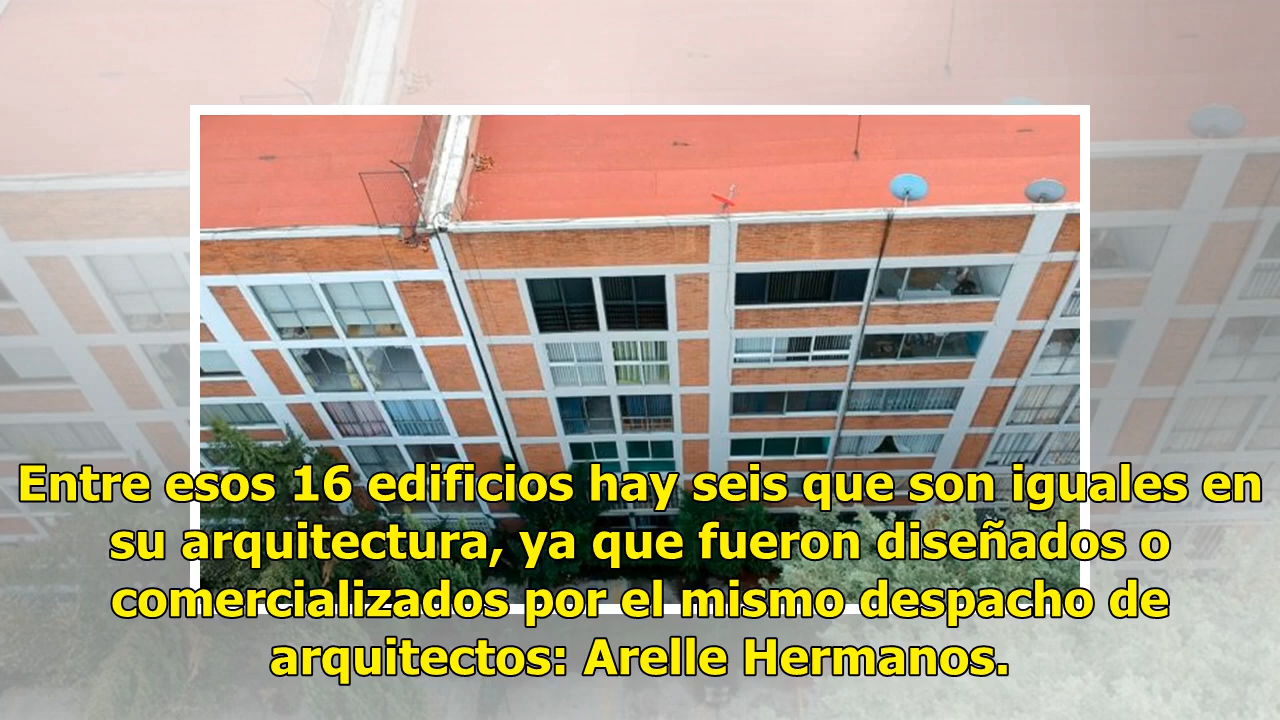 Entre esos 16 edificios hay seis que son iguales en
su arquitectura, ya que fueron diseñados o
comercializados por el mismo despacho de
arquitectos: Arelle Hermanos.